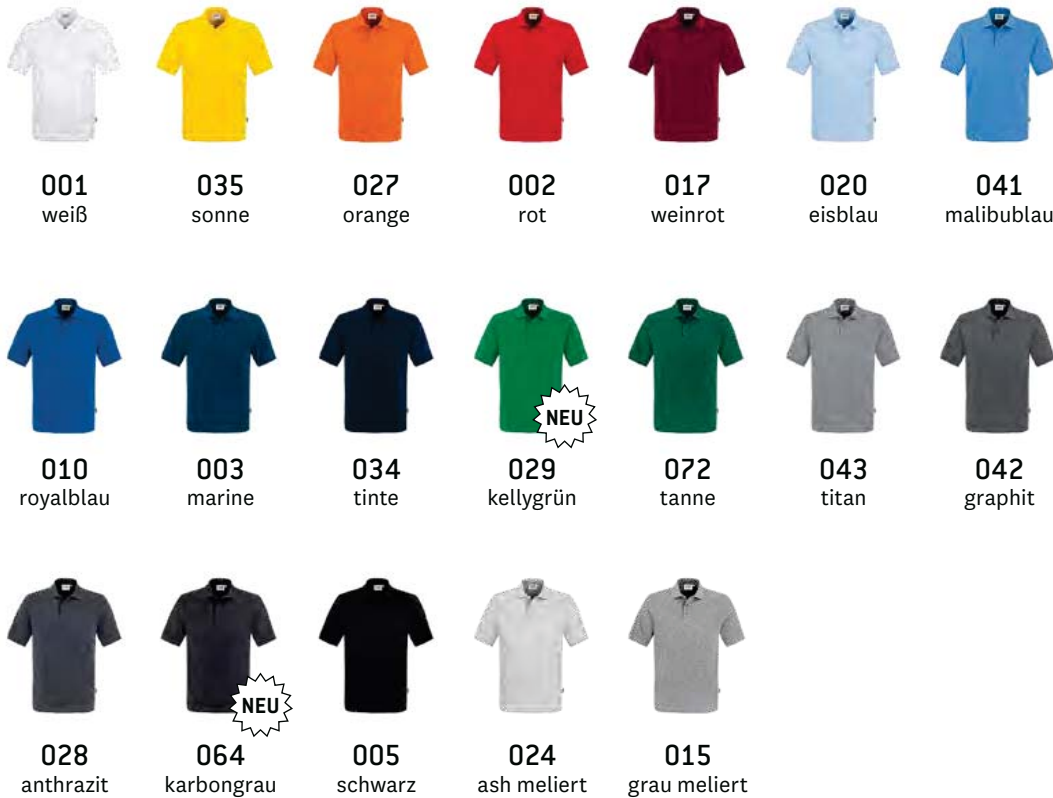 001 035 027 002 017 020 041
weiß sonne orange rot weinrot eisblau malibublau
NEU
010 003 034 029 072 043 042
royalblau marine tinte kellygrün tanne titan graphit
NEU
028 064 005 024 015
anthrazit karbongrau schwarz ash meliert grau meliert